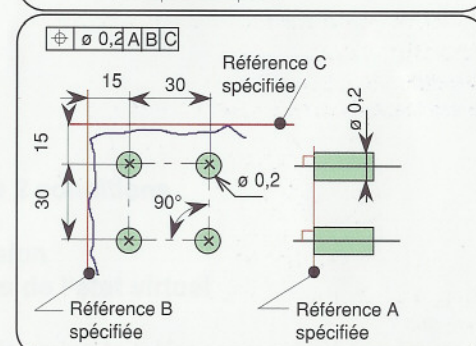 ⌖ ø 0,2 A B C
Référence C
spécifiée
15 30
15
30
ø 0,2
90°
ø 0,2
Référence B
spécifiée
Référence A
spécifiée